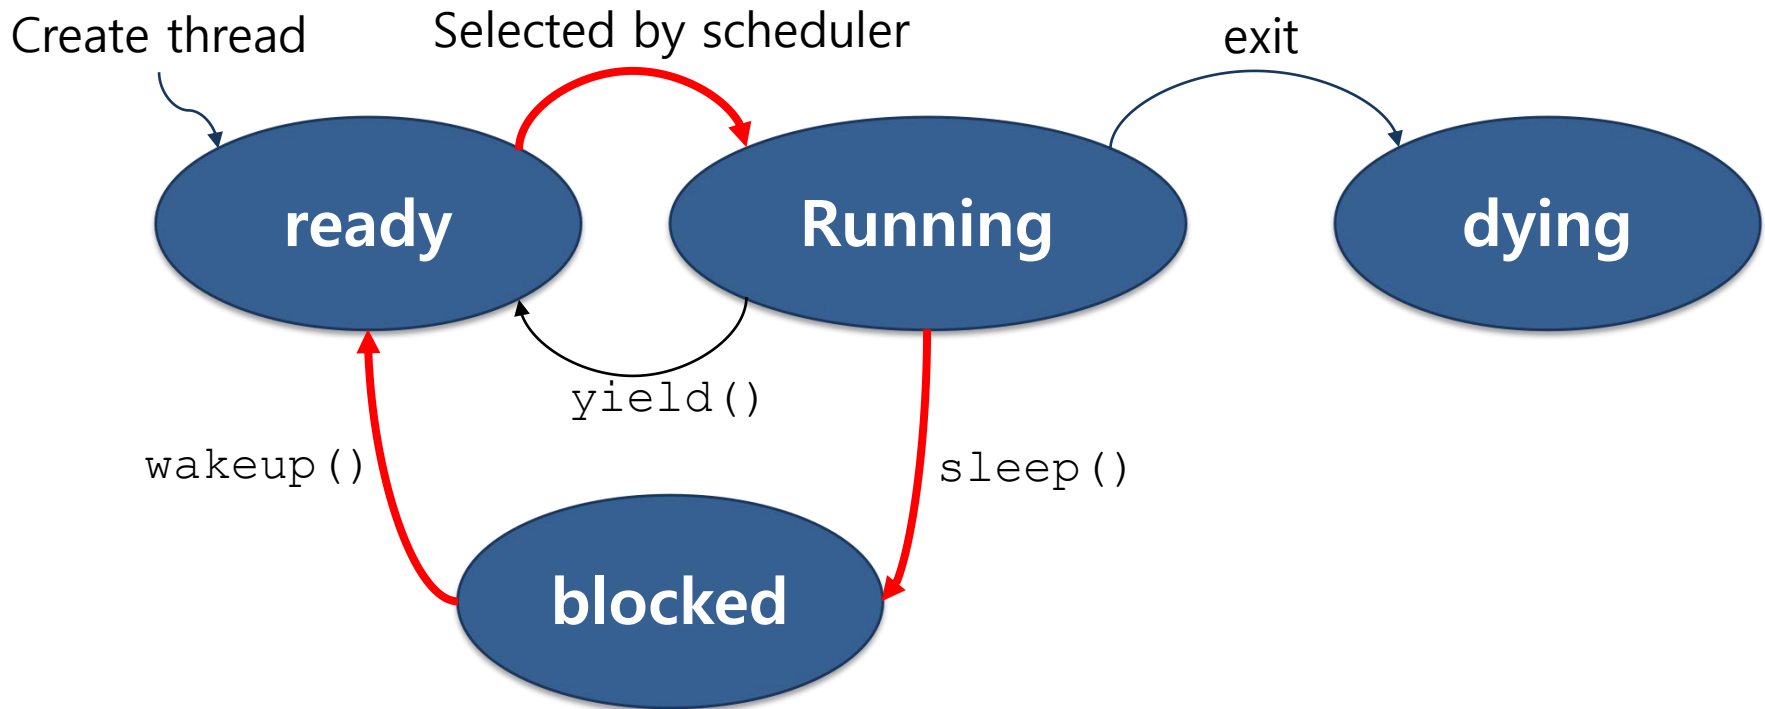 Create thread
Selected by scheduler
exit
ready
Running
dying
yield()
wakeup()
sleep()
blocked